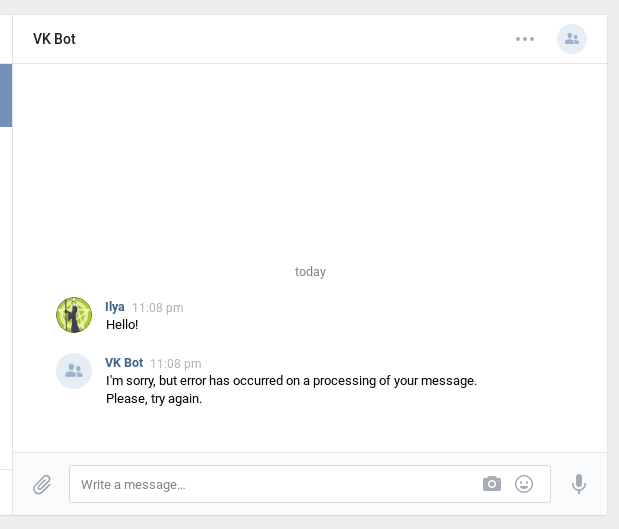 VK Bot
today
Ilya 11:08 pm
Hello!
VK Bot 11:08 pm
I'm sorry, but error has occurred on a processing of your message.
Please, try again.
Write a message...